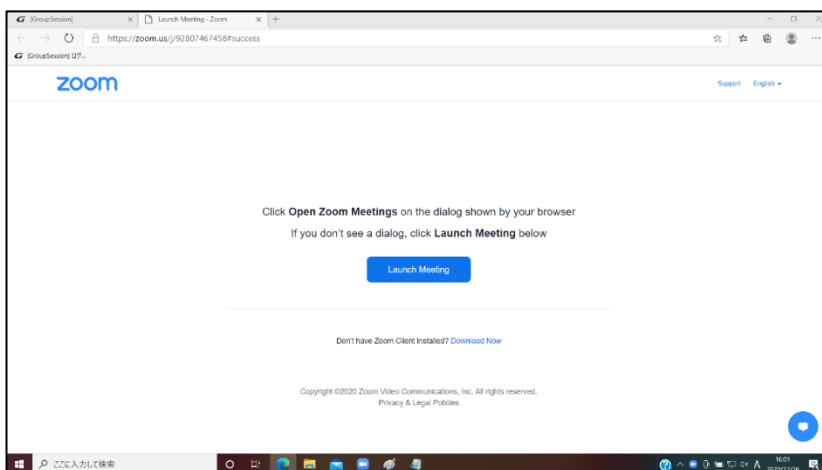 [GroupSession]
Launch Meeting - Zoom
https://zoom.us/j/92807467458#success
[GroupSession] ログ...
zoom
Support English
Click Open Zoom Meetings on the dialog shown by your browser
If you don't see a dialog, click Launch Meeting below
Launch Meeting
Don't have Zoom Client installed? Download Now
Copyright ©2020 Zoom Video Communications, Inc. All rights reserved.
Privacy & Legal Policies
ここに入力して検索
A
16:01